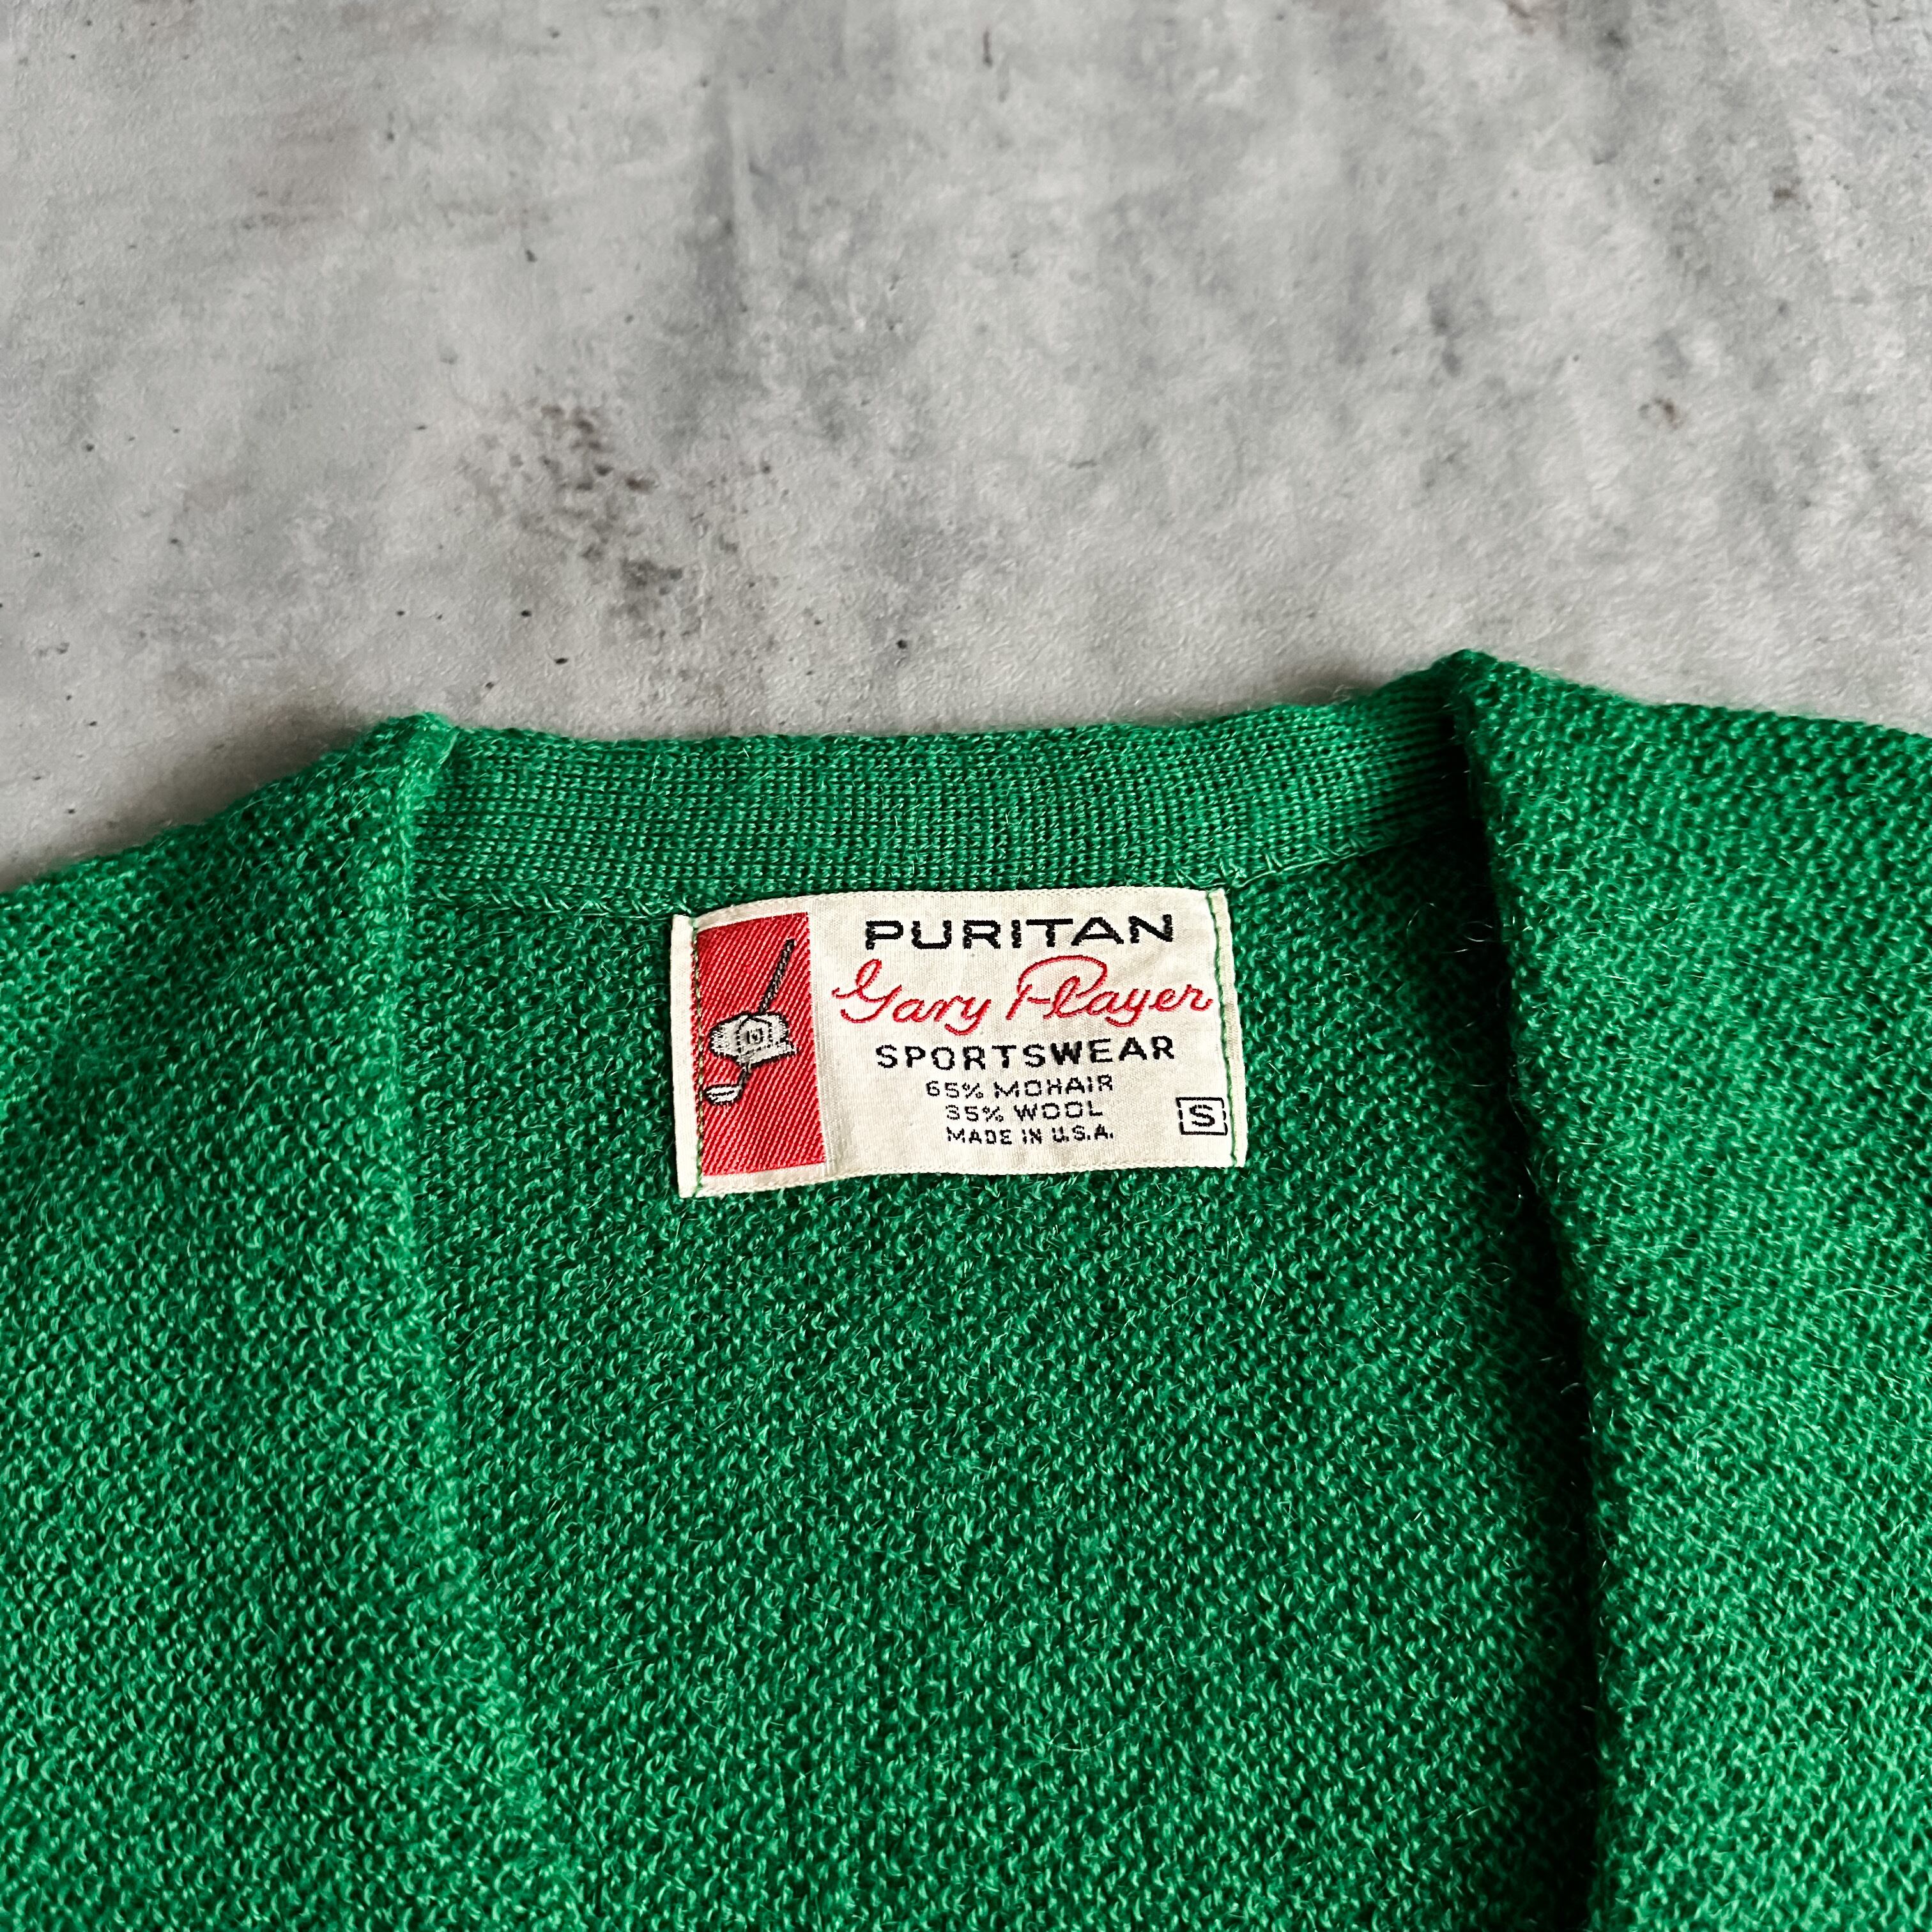 PURITAN
Gary Player
SPORTSWEAR
65% MOHAIR
35% WOOL
MADE IN U.S.A.
S